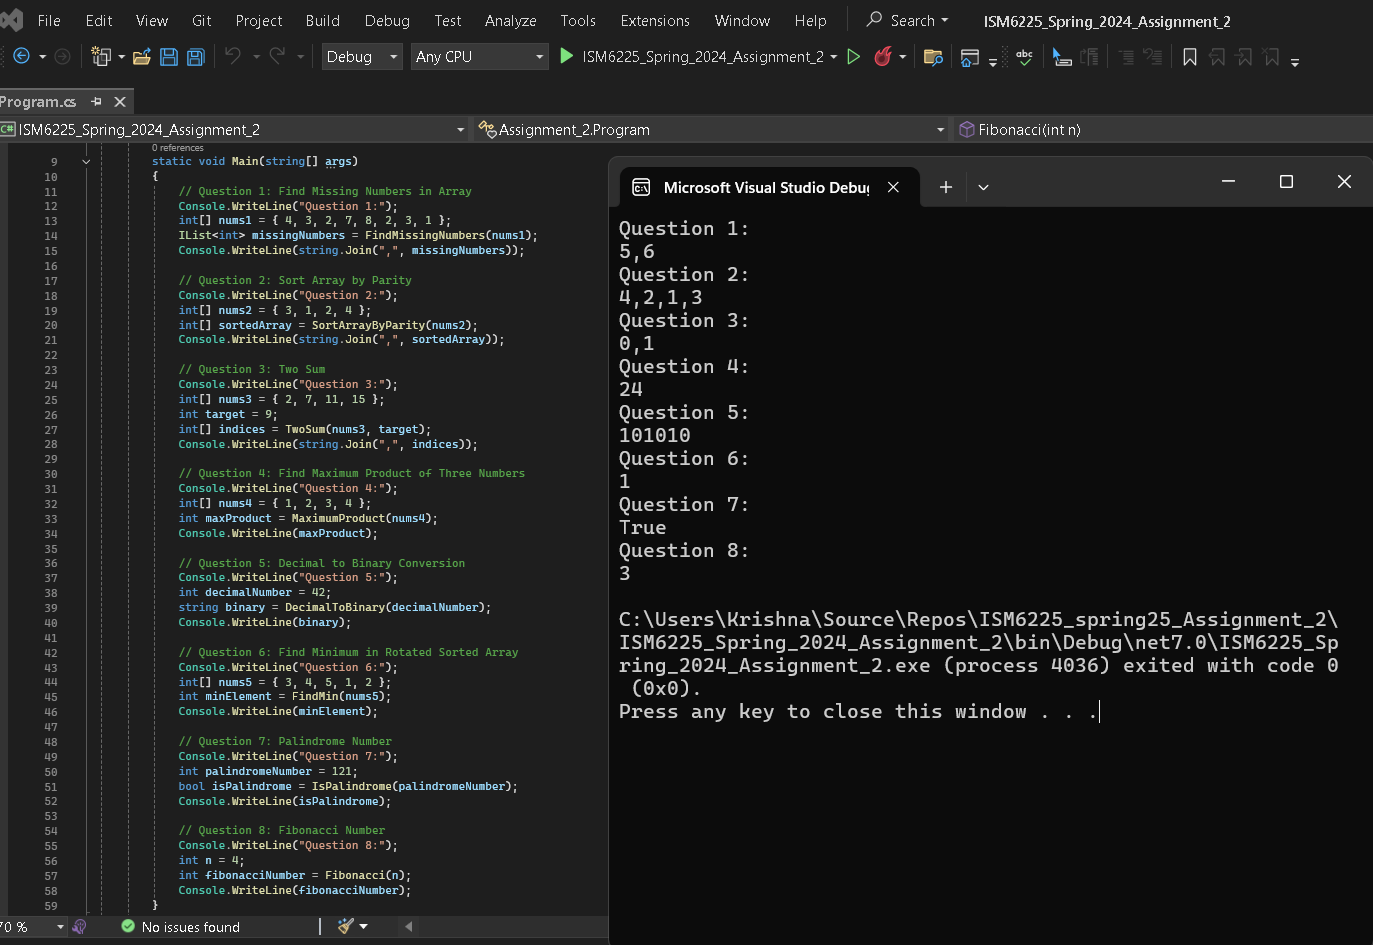 File Edit View Git Project Build Debug Test Analyze Tools Extensions Window Help Search ISM6225_Spring_2024_Assignment_2
Debug Any CPU ISM6225_Spring_2024_Assignment_2
Program.cs
C# ISM6225_Spring_2024_Assignment_2 Assignment_2.Program Fibonacci(int n)
0 references
9 static void Main(string[] args)
10 {
11 // Question 1: Find Missing Numbers in Array
12 Console.WriteLine("Question 1:");
13 int[] nums1 = { 4, 3, 2, 7, 8, 2, 3, 1 };
14 IList<int> missingNumbers = FindMissingNumbers(nums1);
15 Console.WriteLine(string.Join(",", missingNumbers));
16
17 // Question 2: Sort Array by Parity
18 Console.WriteLine("Question 2:");
19 int[] nums2 = { 3, 1, 2, 4 };
20 int[] sortedArray = SortArrayByParity(nums2);
21 Console.WriteLine(string.Join(",", sortedArray));
22
23 // Question 3: Two Sum
24 Console.WriteLine("Question 3:");
25 int[] nums3 = { 2, 7, 11, 15 };
26 int target = 9;
27 int[] indices = TwoSum(nums3, target);
28 Console.WriteLine(string.Join(",", indices));
29
30 // Question 4: Find Maximum Product of Three Numbers
31 Console.WriteLine("Question 4:");
32 int[] nums4 = { 1, 2, 3, 4 };
33 int maxProduct = MaximumProduct(nums4);
34 Console.WriteLine(maxProduct);
35
36 // Question 5: Decimal to Binary Conversion
37 Console.WriteLine("Question 5:");
38 int decimalNumber = 42;
39 string binary = DecimalToBinary(decimalNumber);
40 Console.WriteLine(binary);
41
42 // Question 6: Find Minimum in Rotated Sorted Array
43 Console.WriteLine("Question 6:");
44 int[] nums5 = { 3, 4, 5, 1, 2 };
45 int minElement = FindMin(nums5);
46 Console.WriteLine(minElement);
47
48 // Question 7: Palindrome Number
49 Console.WriteLine("Question 7:");
50 int palindromeNumber = 121;
51 bool isPalindrome = IsPalindrome(palindromeNumber);
52 Console.WriteLine(isPalindrome);
53
54 // Question 8: Fibonacci Number
55 Console.WriteLine("Question 8:");
56 int n = 4;
57 int fibonacciNumber = Fibonacci(n);
58 Console.WriteLine(fibonacciNumber);
59 }
70 % No issues found
Microsoft Visual Studio Debu
Question 1:
5,6
Question 2:
4,2,1,3
Question 3:
0,1
Question 4:
24
Question 5:
101010
Question 6:
1
Question 7:
True
Question 8:
3
C:\Users\Krishna\Source\Repos\ISM6225_spring25_Assignment_2\
ISM6225_Spring_2024_Assignment_2\bin\Debug\net7.0\ISM6225_Sp
ring_2024_Assignment_2.exe (process 4036) exited with code 0
(0x0).
Press any key to close this window . . .